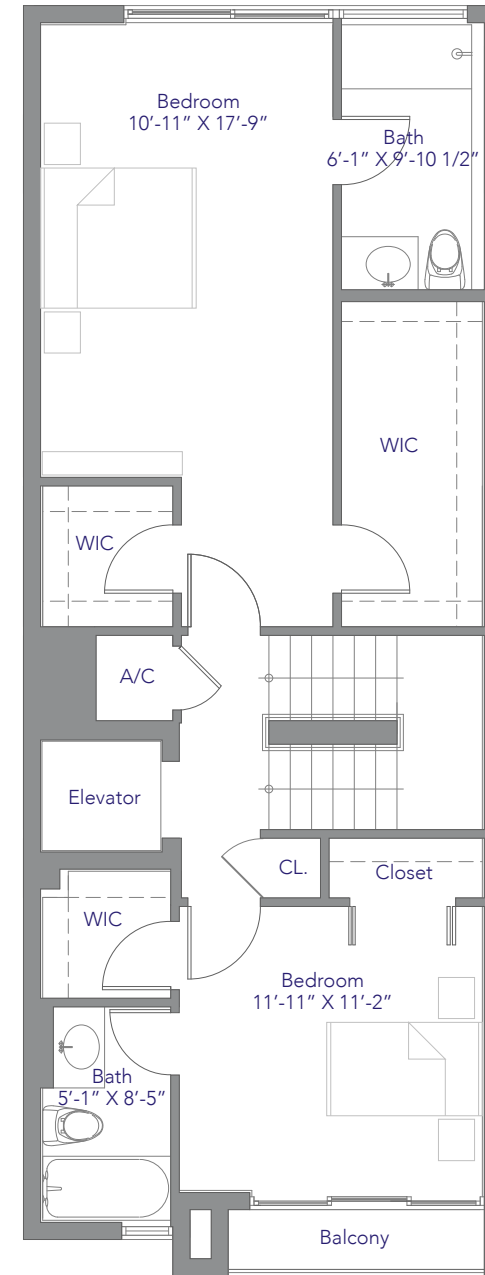 Bedroom
10’-11” X 17’-9”
Bath
6’-1” X 9’-10 1/2”
WIC
WIC
A/C
Elevator
CL.
Closet
WIC
Bedroom
11’-11” X 11’-2”
Bath
5’-1” X 8’-5”
Balcony